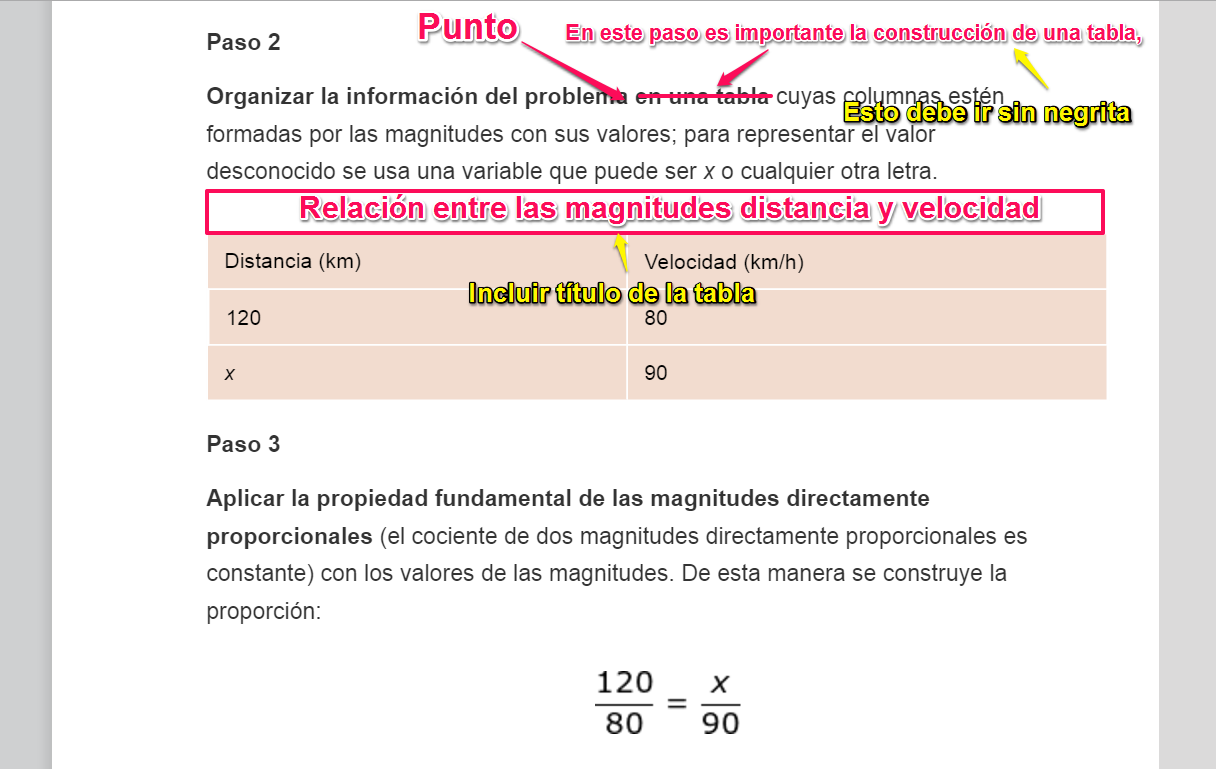 Punto
En este paso es importante la construcción de una tabla,
Paso 2
Organizar la información del problema en una tabla cuyas columnas estén
Esto debe ir sin negrita
formadas por las magnitudes con sus valores; para representar el valor
desconocido se usa una variable que puede ser x o cualquier otra letra.
Relación entre las magnitudes distancia y velocidad
Distancia (km) Velocidad (km/h)
Incluir título de la tabla
120 80
x 90
Paso 3
Aplicar la propiedad fundamental de las magnitudes directamente
proporcionales (el cociente de dos magnitudes directamente proporcionales es
constante) con los valores de las magnitudes. De esta manera se construye la
proporción:
120/80 = x/90